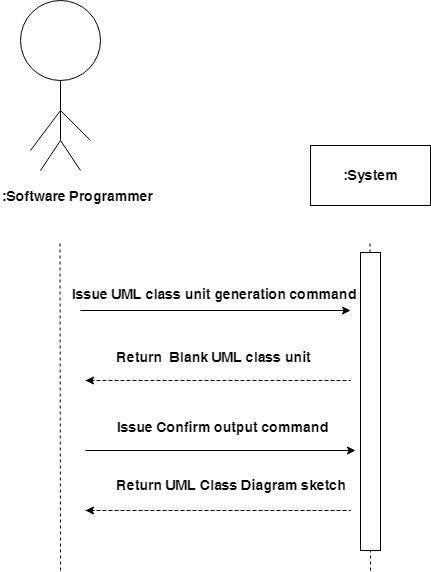 :System
:Software Programmer
Issue UML class unit generation command
Return Blank UML class unit
Issue Confirm output command
Return UML Class Diagram sketch